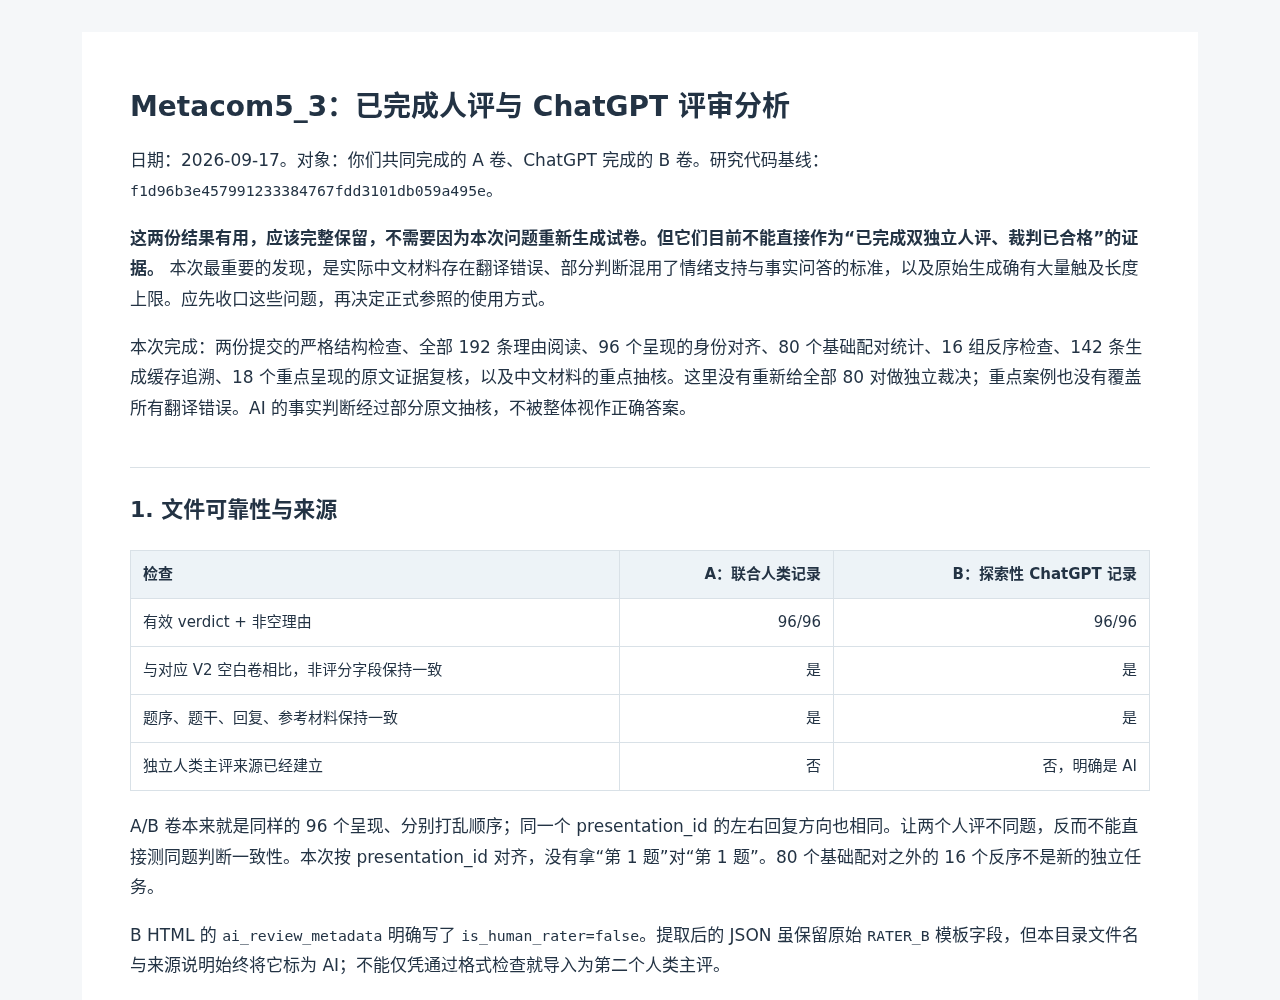 Metacom5_3：已完成人评与 ChatGPT 评审分析
日期：2026-09-17。对象：你们共同完成的 A 卷、ChatGPT 完成的 B 卷。研究代码基线：
f1d96b3e457991233384767fdd3101db059a495e。
这两份结果有用，应该完整保留，不需要因为本次问题重新生成试卷。但它们目前不能直接作为“已完成双独立人评、裁判已合格”的证
据。 本次最重要的发现，是实际中文材料存在翻译错误、部分判断混用了情绪支持与事实问答的标准，以及原始生成确有大量触及长度
上限。应先收口这些问题，再决定正式参照的使用方式。
本次完成：两份提交的严格结构检查、全部 192 条理由阅读、96 个呈现的身份对齐、80 个基础配对统计、16 组反序检查、142 条生
成缓存追溯、18 个重点呈现的原文证据复核，以及中文材料的重点抽核。这里没有重新给全部 80 对做独立裁决；重点案例也没有覆盖
所有翻译错误。AI 的事实判断经过部分原文抽核，不被整体视作正确答案。
1. 文件可靠性与来源
检查 A：联合人类记录 B：探索性 ChatGPT 记录
有效 verdict + 非空理由 96/96 96/96
与对应 V2 空白卷相比，非评分字段保持一致 是 是
题序、题干、回复、参考材料保持一致 是 是
独立人类主评来源已经建立 否 否，明确是 AI
A/B 卷本来就是同样的 96 个呈现、分别打乱顺序；同一个 presentation_id 的左右回复方向也相同。让两个人评不同题，反而不能直
接测同题判断一致性。本次按 presentation_id 对齐，没有拿“第 1 题”对“第 1 题”。80 个基础配对之外的 16 个反序不是新的独立任
务。
B HTML 的 ai_review_metadata 明确写了 is_human_rater=false。提取后的 JSON 虽保留原始 RATER_B 模板字段，但本目录文件名
与来源说明始终将它标为 AI；不能仅凭通过格式检查就导入为第二个人类主评。